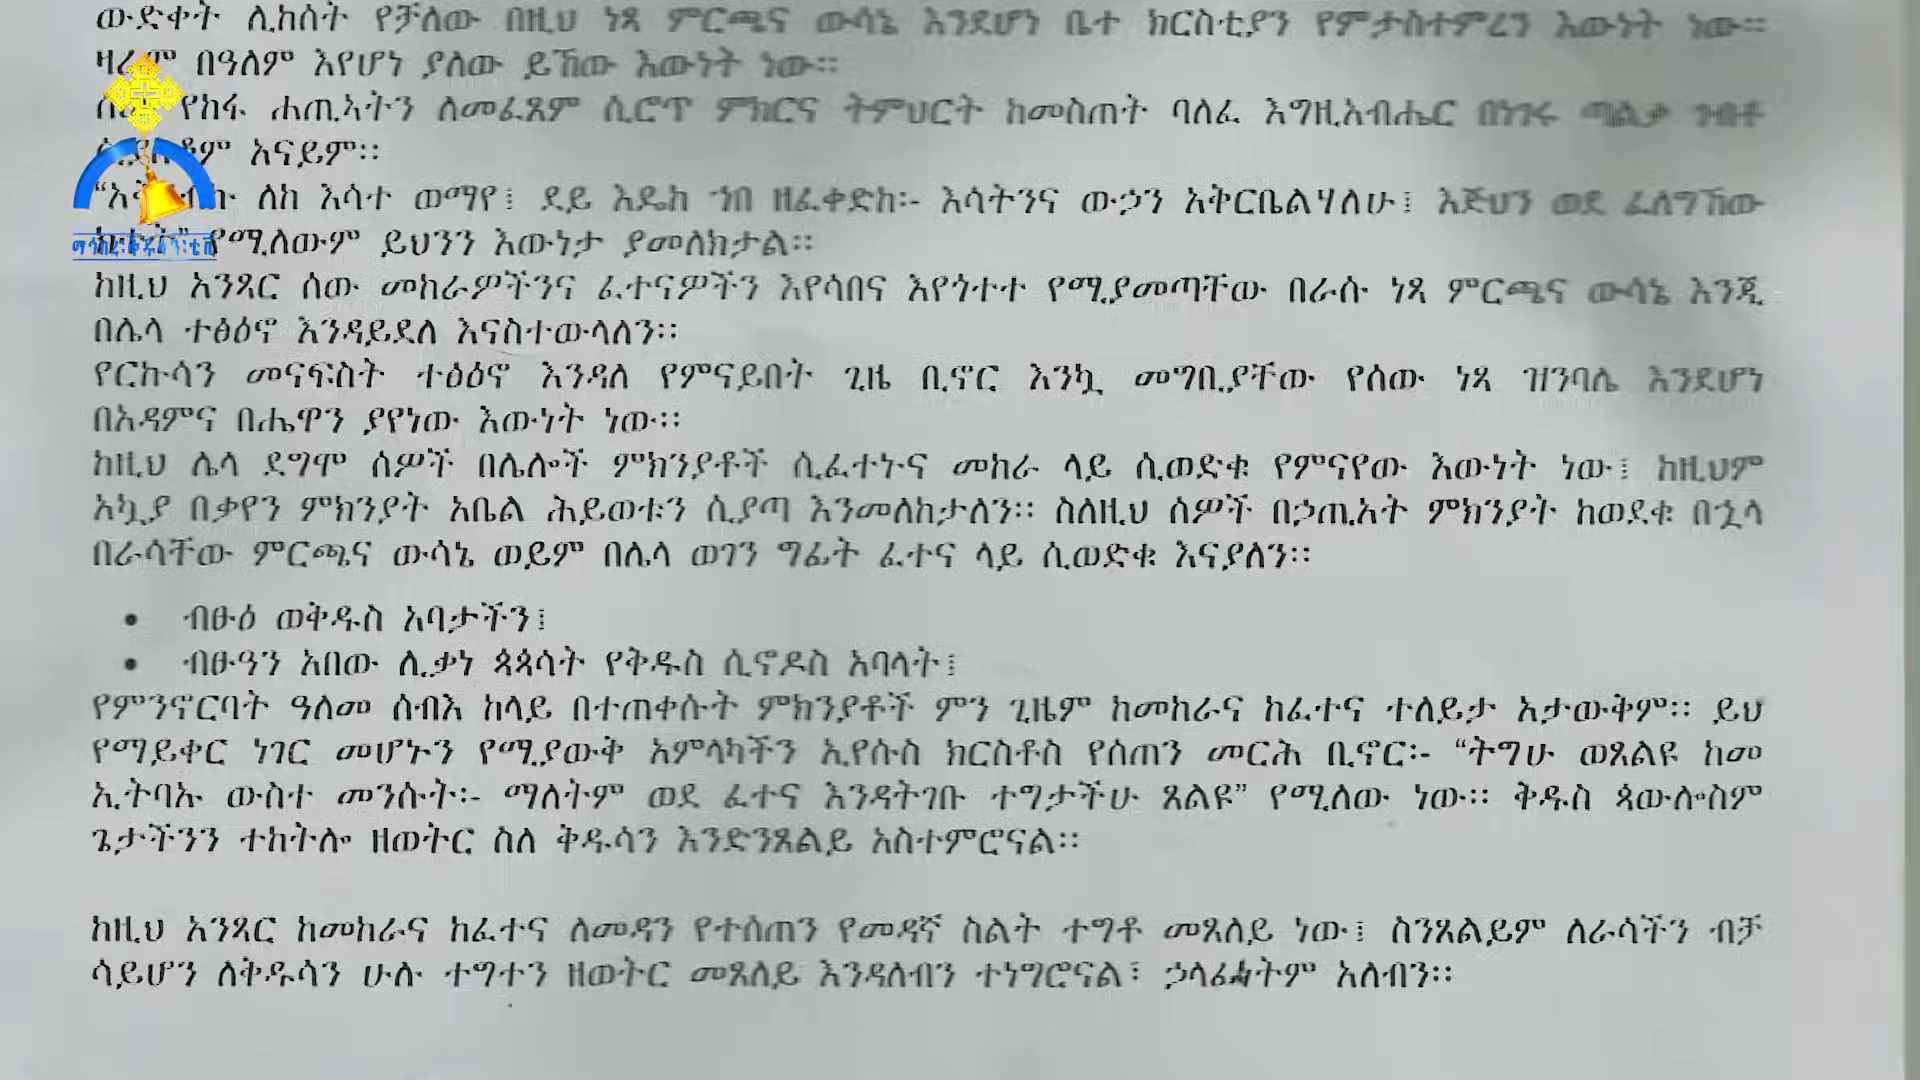 ውድቀት ሊከሰት የቻለው በዚህ ነጻ ምርጫና ውሳኔ እንደሆነ ቤተ ክርስቲያን የምታስተምረን እውነት ነው።
በዓለም እየሆነ ያለው ይኸው እውነት ነው።
የከፋ ሐጢኣትን ለመፈጸም ሲሮጥ ምክርና ትምህርት ከመስጠት ባለፈ እግዚአብሔር በነገሩ ጣልቃ ገብቶ
አናይም።
ለከ እሳተ ወማየ፤ ደይ እዴከ ኀበ ዘፈቀድከ፡- እሳትንና ውኃን አቅርቤልሃለሁ፤ እጅህን ወደ ፈለግኸው
የሚለውም ይህንን እውነታ ያመለክታል።
ከዚህ አንጻር ሰው መከራዎችንና ፈተናዎችን እየሳበና እየጎተተ የሚያመጣቸው በራሱ ነጻ ምርጫና ውሳኔ እንጂ
በሌላ ተፅዕኖ እንዳይደለ እናስተውላለን።
የርኩሳን መናፍስት ተፅዕኖ እንዳለ የምናይበት ጊዜ ቢኖር እንኳ መግቢያቸው የሰው ነጻ ዝንባሌ እንደሆነ
በአዳምና በሔዋን ያየነው እውነት ነው።
ከዚህ ሌላ ደግሞ ሰዎች በሌሎች ምክንያቶች ሲፈተኑና መከራ ላይ ሲወድቁ የምናየው እውነት ነው፤ ከዚህም
አኳያ በቃየን ምክንያት አቤል ሕይወቱን ሲያጣ እንመለከታለን። ስለዚህ ሰዎች በኃጢአት ምክንያት ከወደቁ በኋላ
በራሳቸው ምርጫና ውሳኔ ወይም በሌላ ወገን ግፊት ፈተና ላይ ሲወድቁ እናያለን።
• ብፁዕ ወቅዱስ አባታችን፤
• ብፁዓን አበው ሊቃነ ጳጳሳት የቅዱስ ሲኖዶስ አባላት፤
የምንኖርባት ዓለመ ሰብእ ከላይ በተጠቀሱት ምክንያቶች ምን ጊዜም ከመከራና ከፈተና ተለይታ አታውቅም። ይህ
የማይቀር ነገር መሆኑን የሚያውቅ አምላካችን ኢየሱስ ክርስቶስ የሰጠን መርሕ ቢኖር፡- “ትግሁ ወጸልዩ ከመ
ኢትባኡ ውስተ መንሱት፡- ማለትም ወደ ፈተና እንዳትገቡ ተግታችሁ ጸልዩ” የሚለው ነው። ቅዱስ ጳውሎስም
ጌታችንን ተከትሎ ዘወትር ስለ ቅዱሳን እንድንጸልይ አስተምሮናል።
ከዚህ አንጻር ከመከራና ከፈተና ለመዳን የተሰጠን የመዳኛ ስልት ተግቶ መጸለይ ነው፤ ስንጸልይም ለራሳችን ብቻ
ሳይሆን ለቅዱሳን ሁሉ ተግተን ዘወትር መጸለይ እንዳለብን ተነግሮናል፣ ኃላፊነትም አለብን።
ማኅበረ፡ቅዱሳን፡ቲቪ